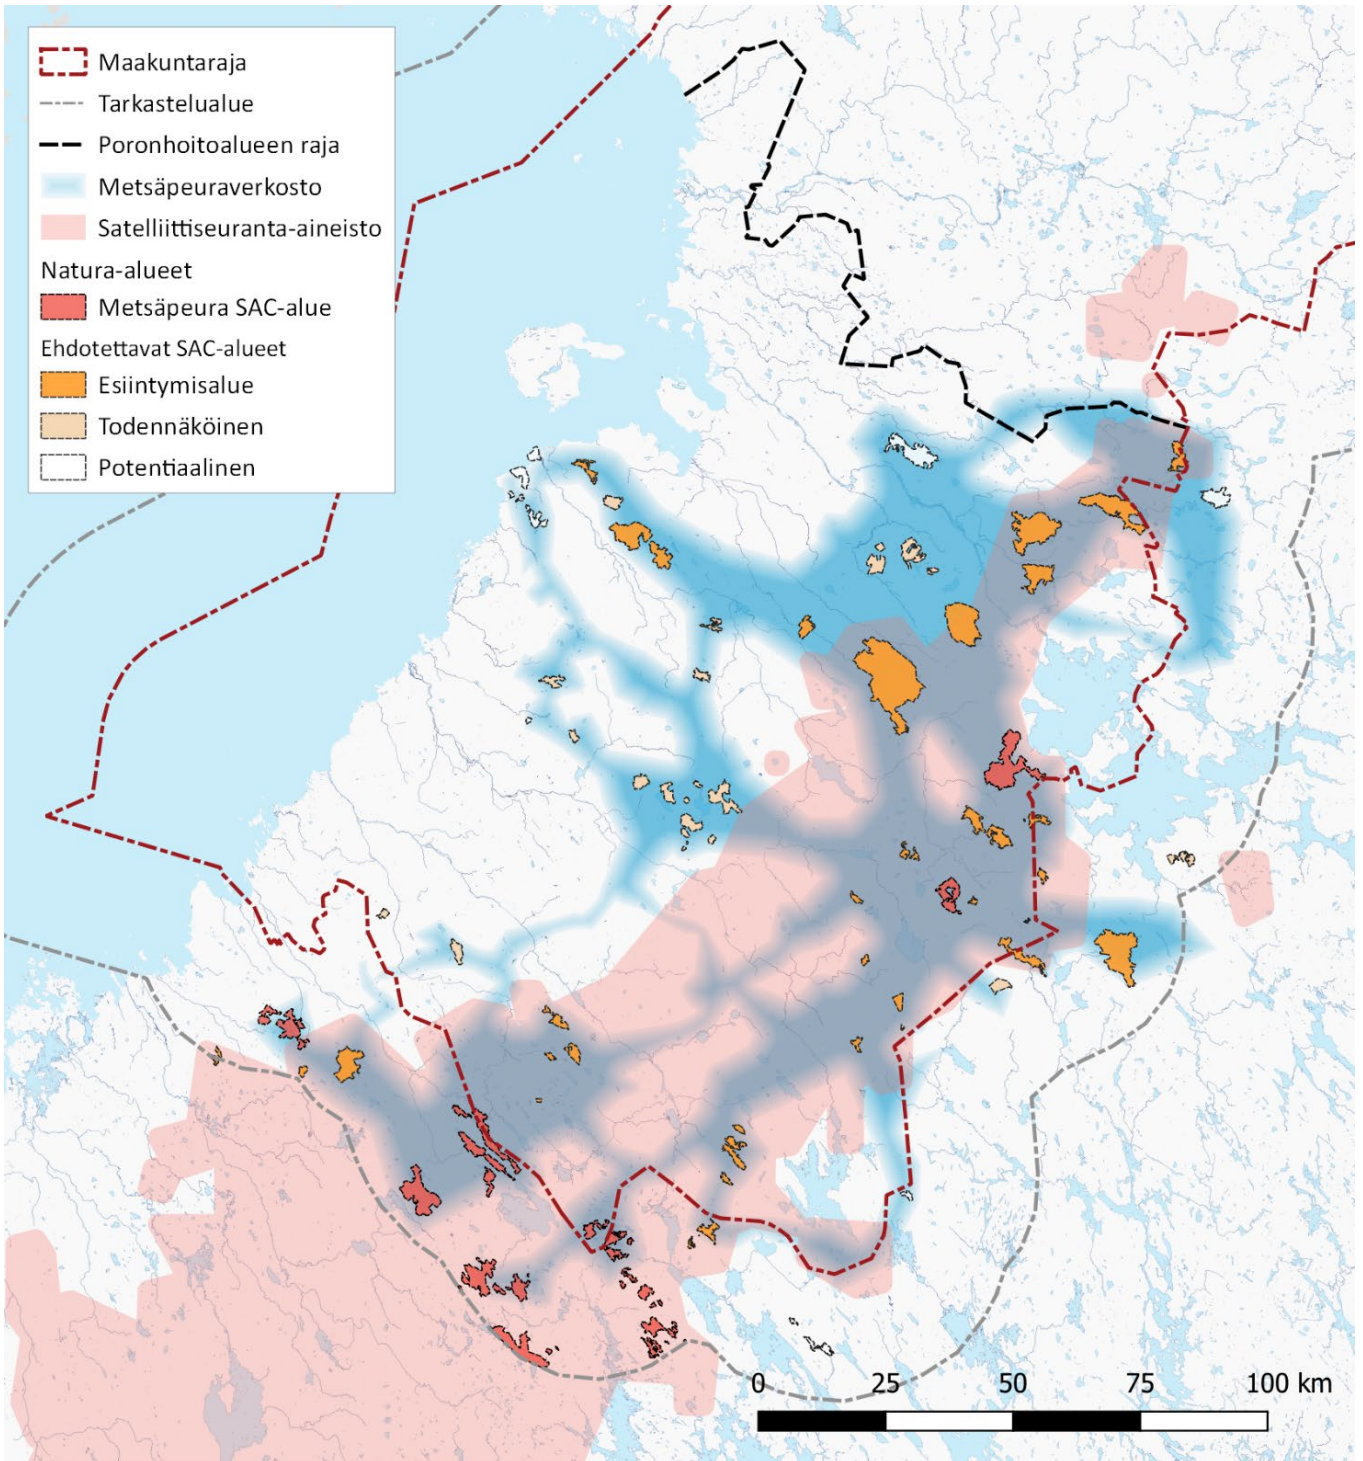 Maakuntaraja
Tarkastelualue
Poronhoitoalueen raja
Metsäpeuraverkosto
Satelliittiseuranta-aineisto
Natura-alueet
Metsäpeura SAC-alue
Ehdotettavat SAC-alueet
Esiintymisalue
Todennäköinen
Potentiaalinen
0 25 50 75 100 km